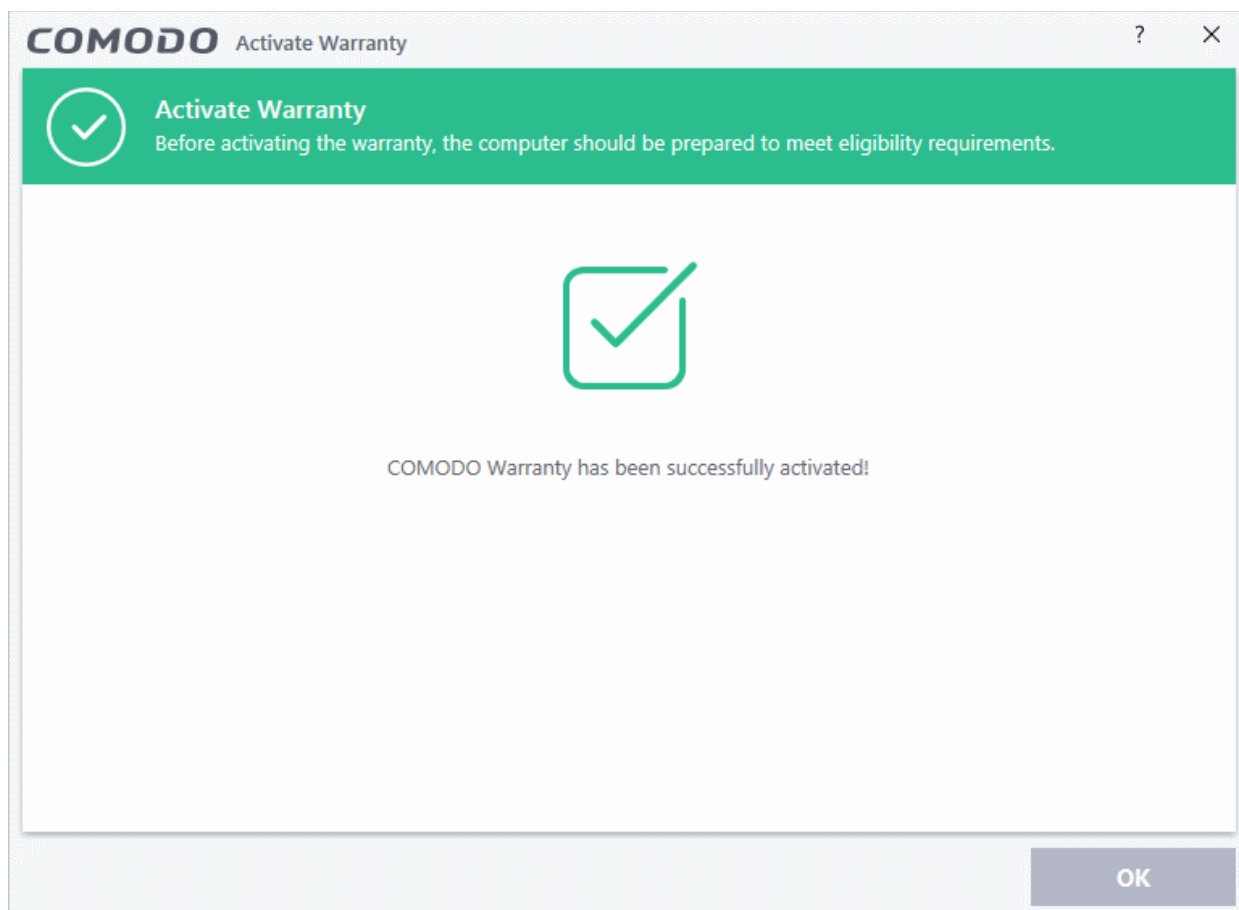 COMODO Activate Warranty ? ×
Activate Warranty
Before activating the warranty, the computer should be prepared to meet eligibility requirements.
COMODO Warranty has been successfully activated!
OK